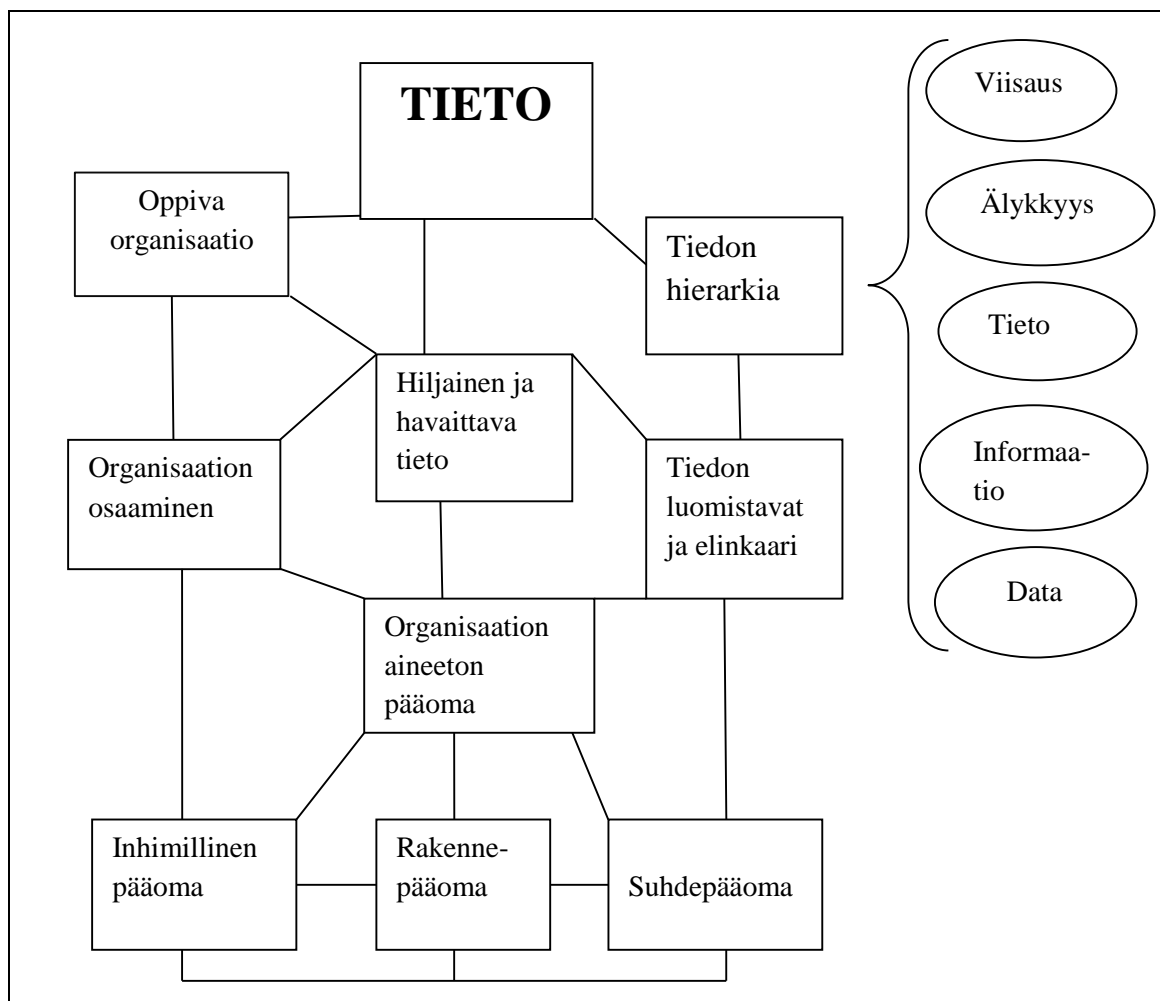 TIETO
Oppiva
organisaatio
Tiedon
hierarkia
Hiljainen ja
havaittava
tieto
Organisaation
osaaminen
Tiedon
luomistavat
ja elinkaari
Organisaation
aineeton
pääoma
Inhimillinen
pääoma
Rakenne-
pääoma
Suhdepääoma
Viisaus
Älykkyys
Tieto
Informaa-
tio
Data